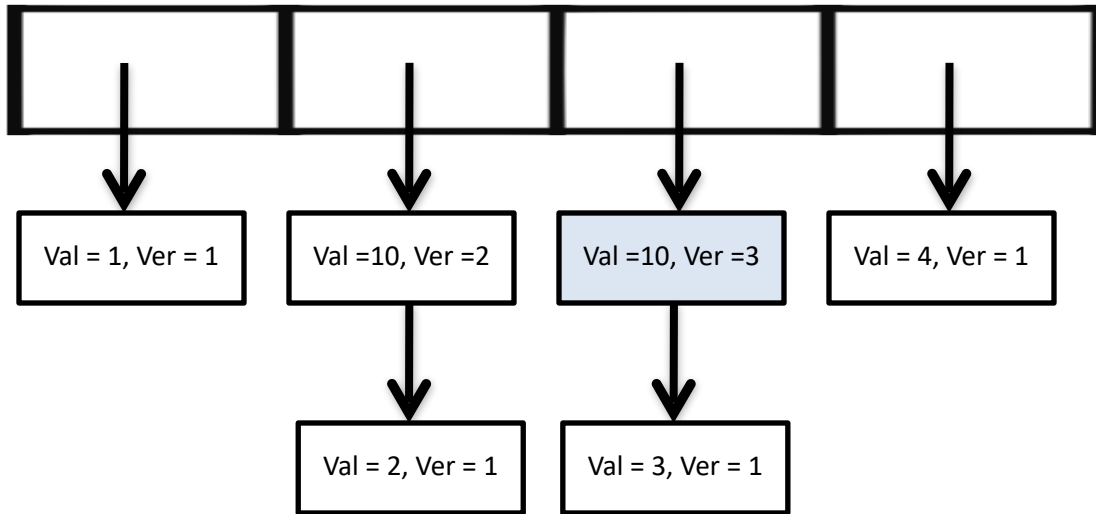 Val = 1, Ver = 1
Val =10, Ver =2
Val =10, Ver =3
Val = 4, Ver = 1
Val = 2, Ver = 1
Val = 3, Ver = 1